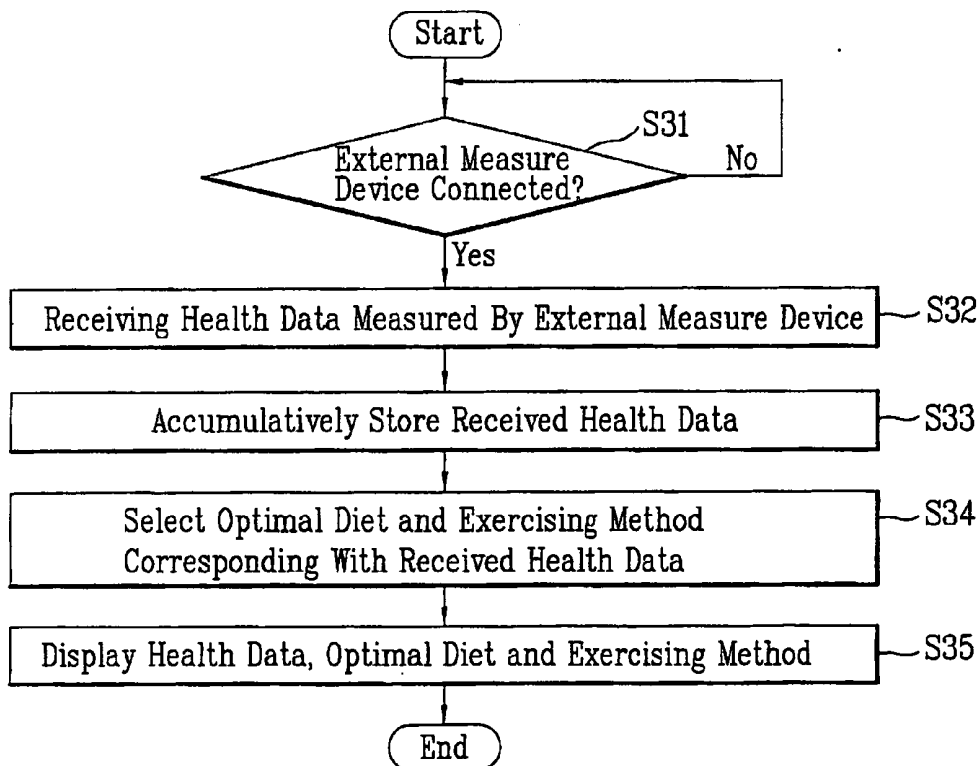 Start
S31
External Measure
Device Connected?
No
Yes
Receiving Health Data Measured By External Measure Device
S32
Accumulatively Store Received Health Data
S33
Select Optimal Diet and Exercising Method
Corresponding With Received Health Data
S34
Display Health Data, Optimal Diet and Exercising Method
S35
End